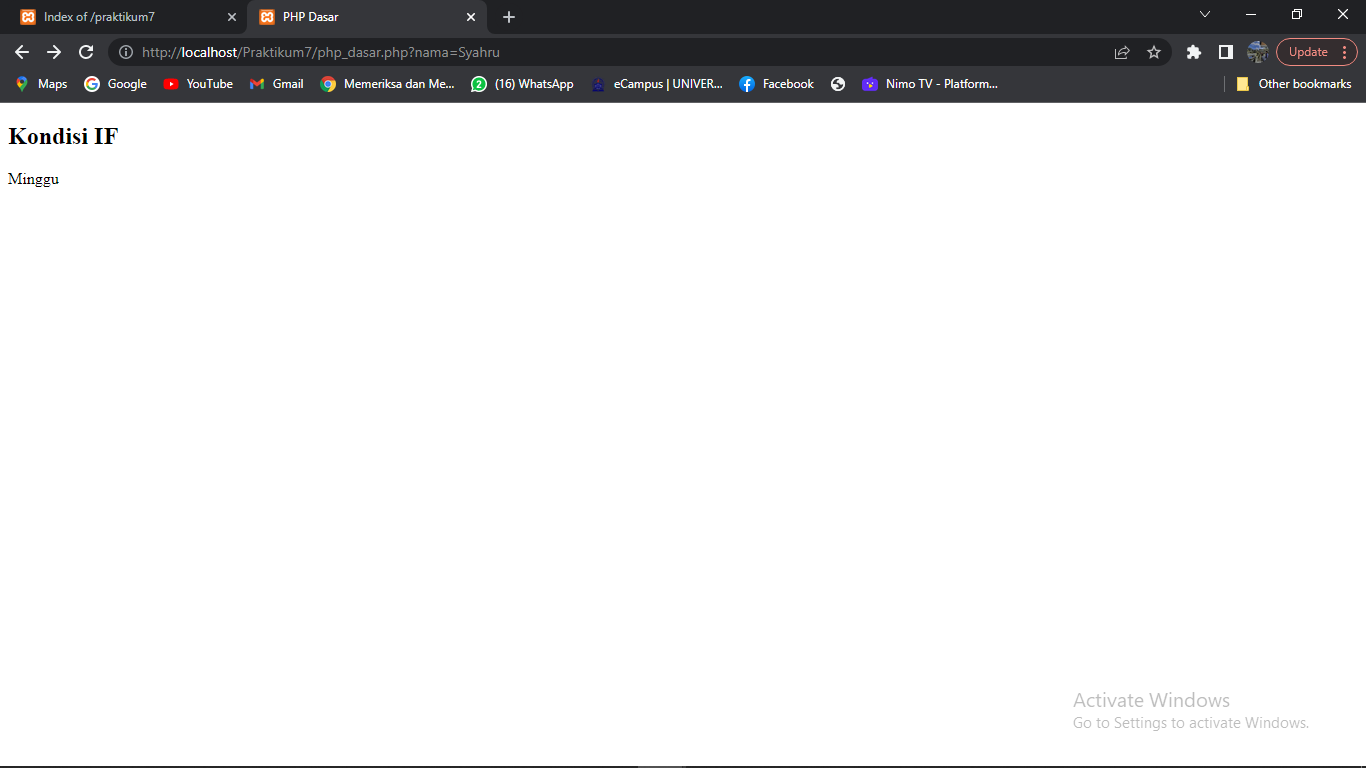 Index of /praktikum7
PHP Dasar
http://localhost/Praktikum7/php_dasar.php?nama=Syahru
Update
Maps
Google
YouTube
Gmail
Memeriksa dan Me...
2
(16) WhatsApp
eCampus | UNIVER...
Facebook
Nimo TV - Platform...
Other bookmarks
Kondisi IF
Minggu
Activate Windows
Go to Settings to activate Windows.